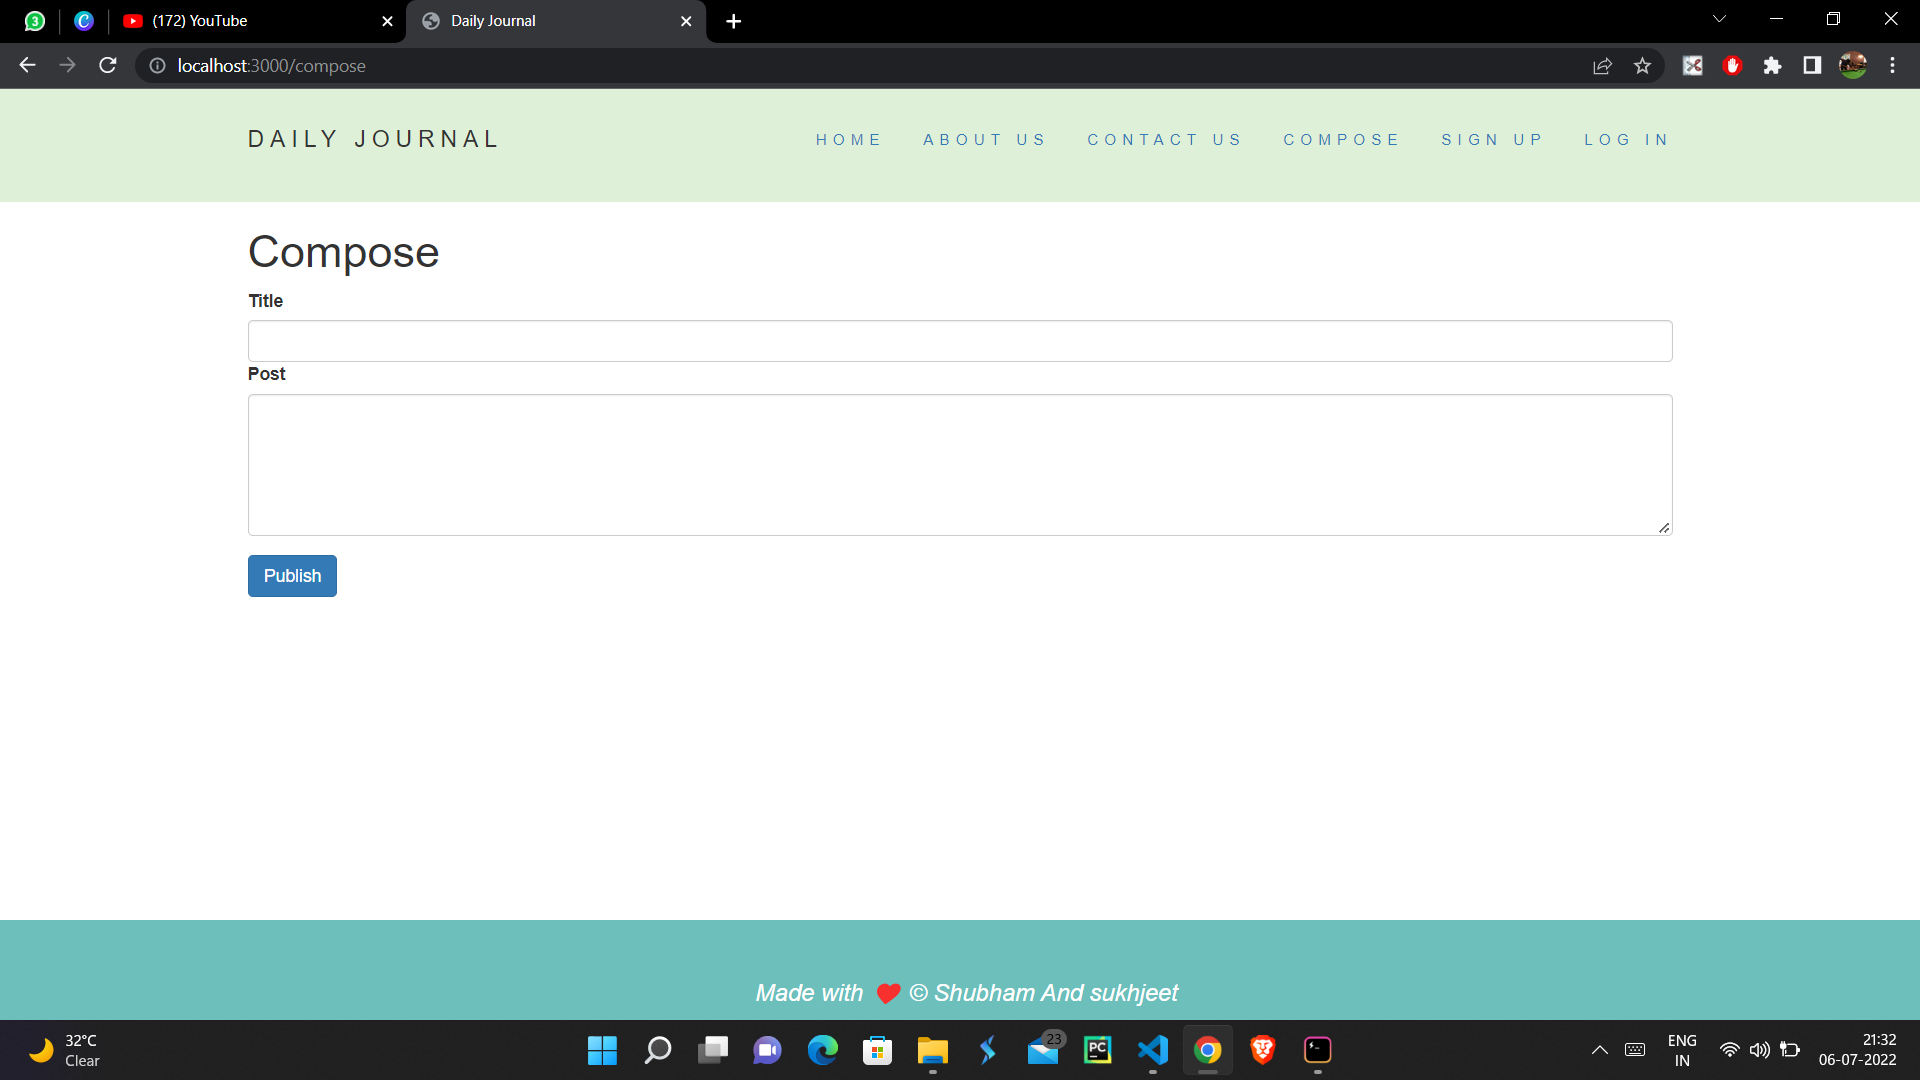 3
(172) YouTube
Daily Journal
localhost:3000/compose
DAILY JOURNAL
HOME
ABOUT US
CONTACT US
COMPOSE
SIGN UP
LOG IN
Compose
Title
Post
Publish
Made with ❤ © Shubham And sukhjeet
32°C
Clear
23
PC
ENG
IN
21:32
06-07-2022